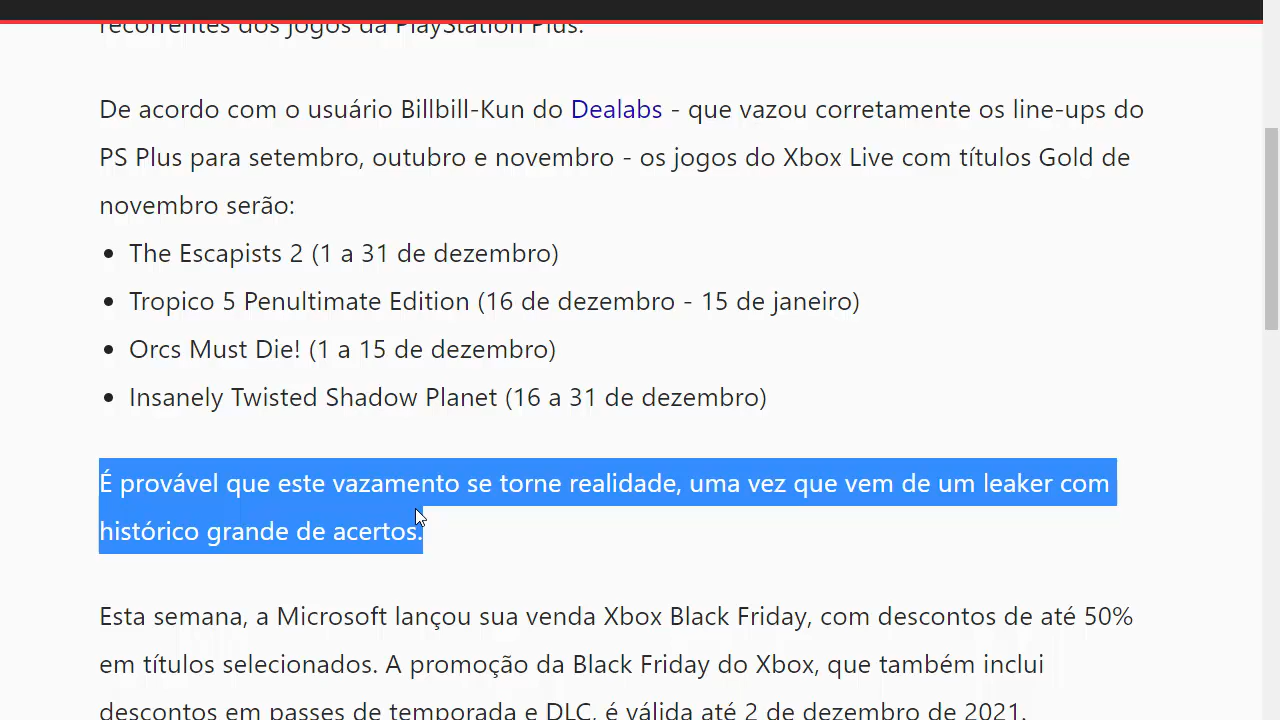 recorrentes dos jogos da PlayStation Plus.
De acordo com o usuário Billbill-Kun do Dealabs - que vazou corretamente os line-ups do
PS Plus para setembro, outubro e novembro - os jogos do Xbox Live com títulos Gold de
novembro serão:
• The Escapists 2 (1 a 31 de dezembro)
• Tropico 5 Penultimate Edition (16 de dezembro - 15 de janeiro)
• Orcs Must Die! (1 a 15 de dezembro)
• Insanely Twisted Shadow Planet (16 a 31 de dezembro)
É provável que este vazamento se torne realidade, uma vez que vem de um leaker com
histórico grande de acertos.
Esta semana, a Microsoft lançou sua venda Xbox Black Friday, com descontos de até 50%
em títulos selecionados. A promoção da Black Friday do Xbox, que também inclui
descontos em passes de temporada e DLC, é válida até 2 de dezembro de 2021.